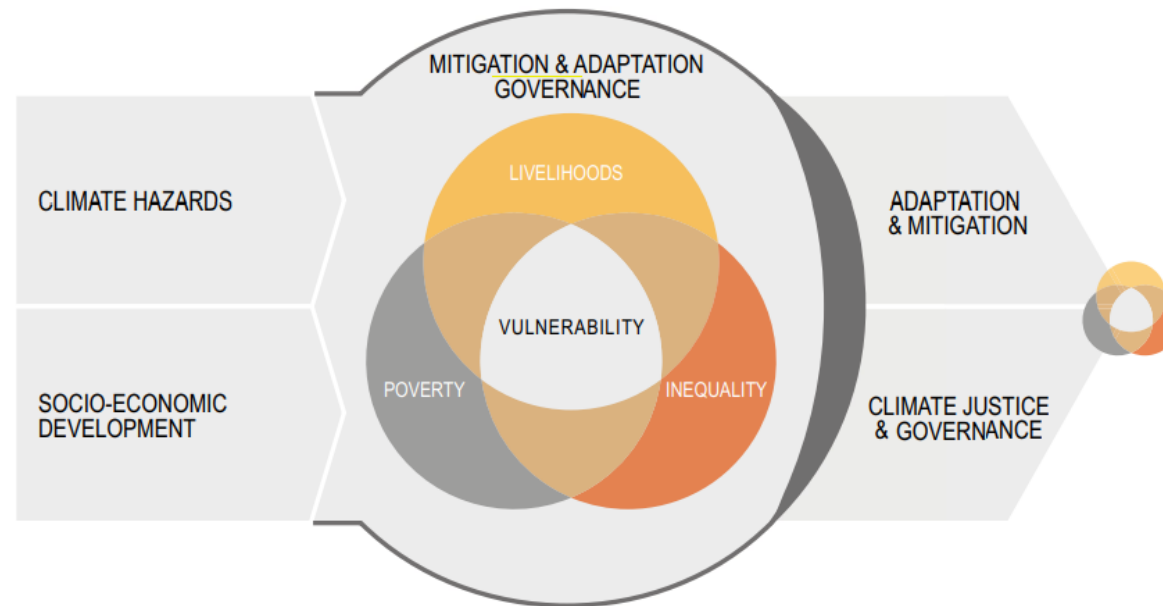 MITIGATION & ADAPTATION
GOVERNANCE
CLIMATE HAZARDS
SOCIO-ECONOMIC
DEVELOPMENT
LIVELIHOODS
VULNERABILITY
POVERTY
INEQUALITY
ADAPTATION
& MITIGATION
CLIMATE JUSTICE
& GOVERNANCE